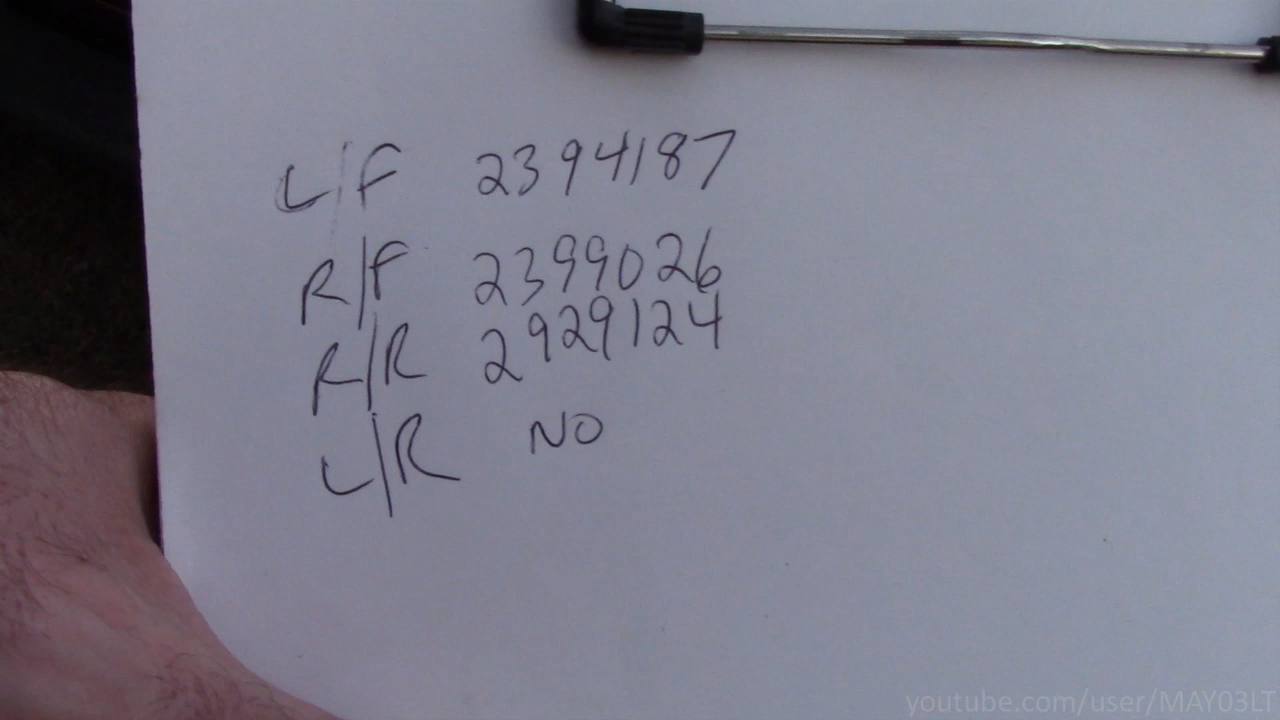 L/F 2394187
R/F 2399026
R/R 2929124
L/R NO
youtube.com/user/MAY03LT